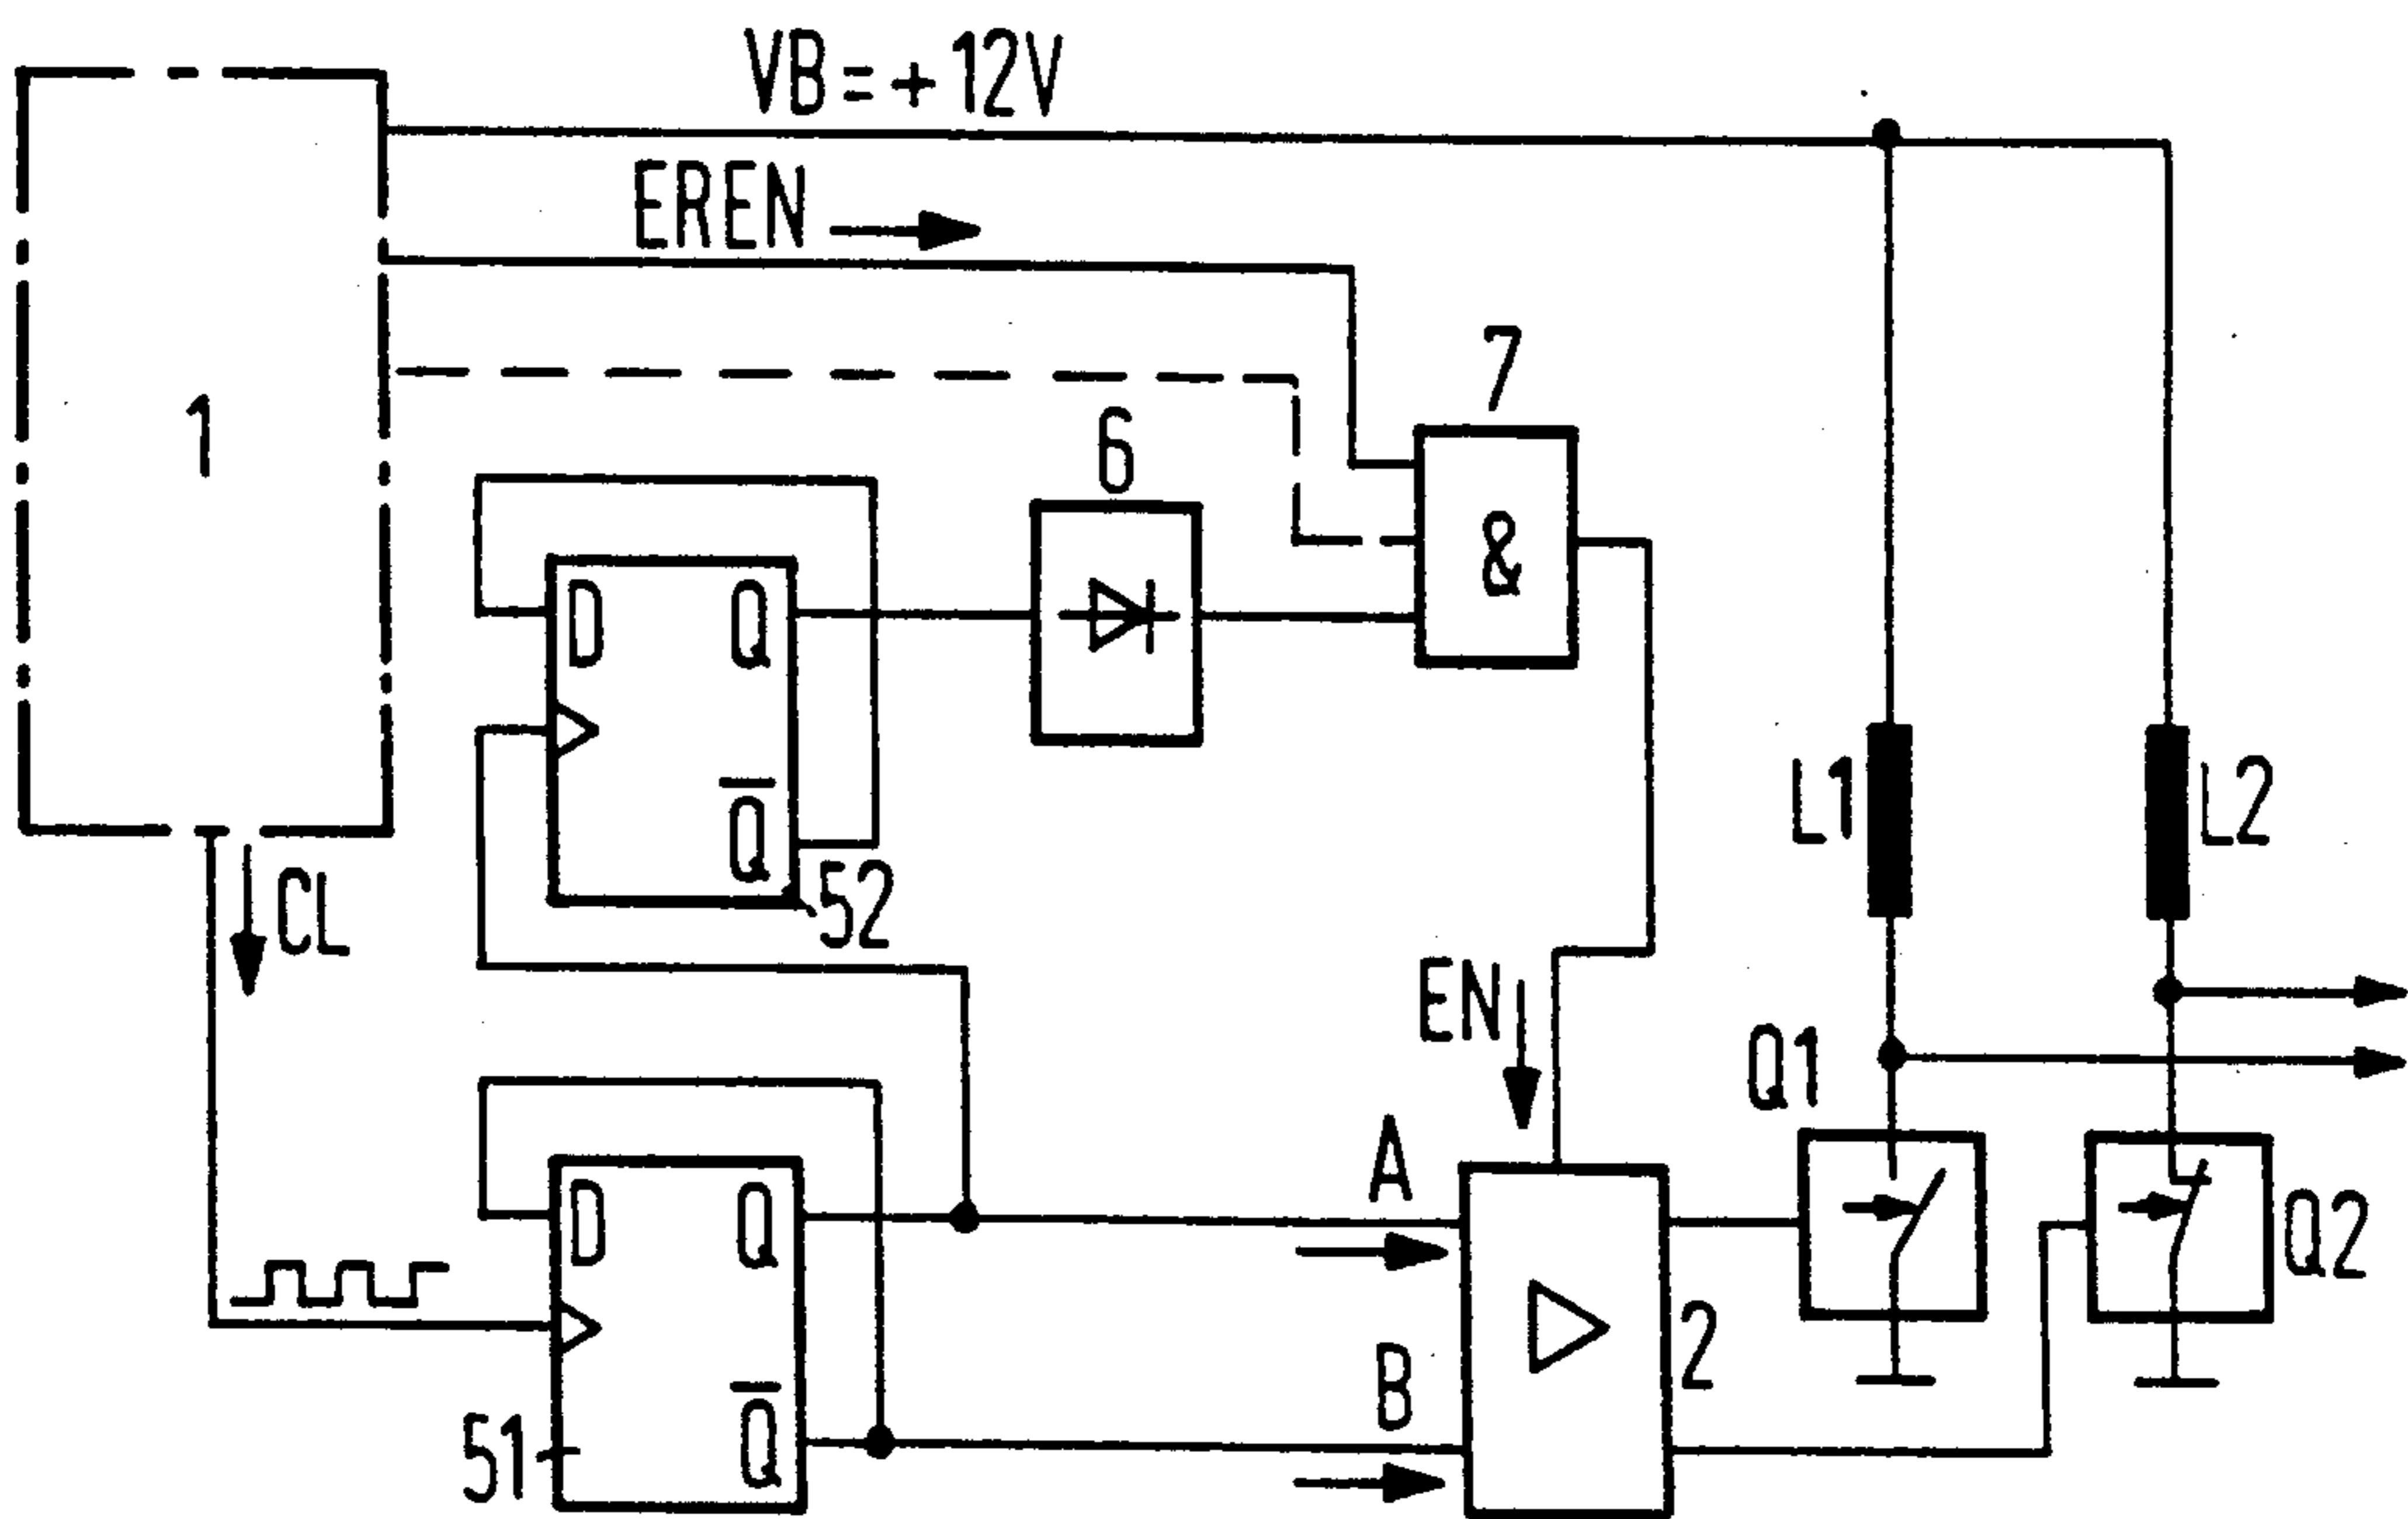 VB = + 12V
EREN
1
7
6
&
D Q
Q̅
52
L1
L2
CL
EN
Q1
A
D Q
Q2
2
B
Q̅
51